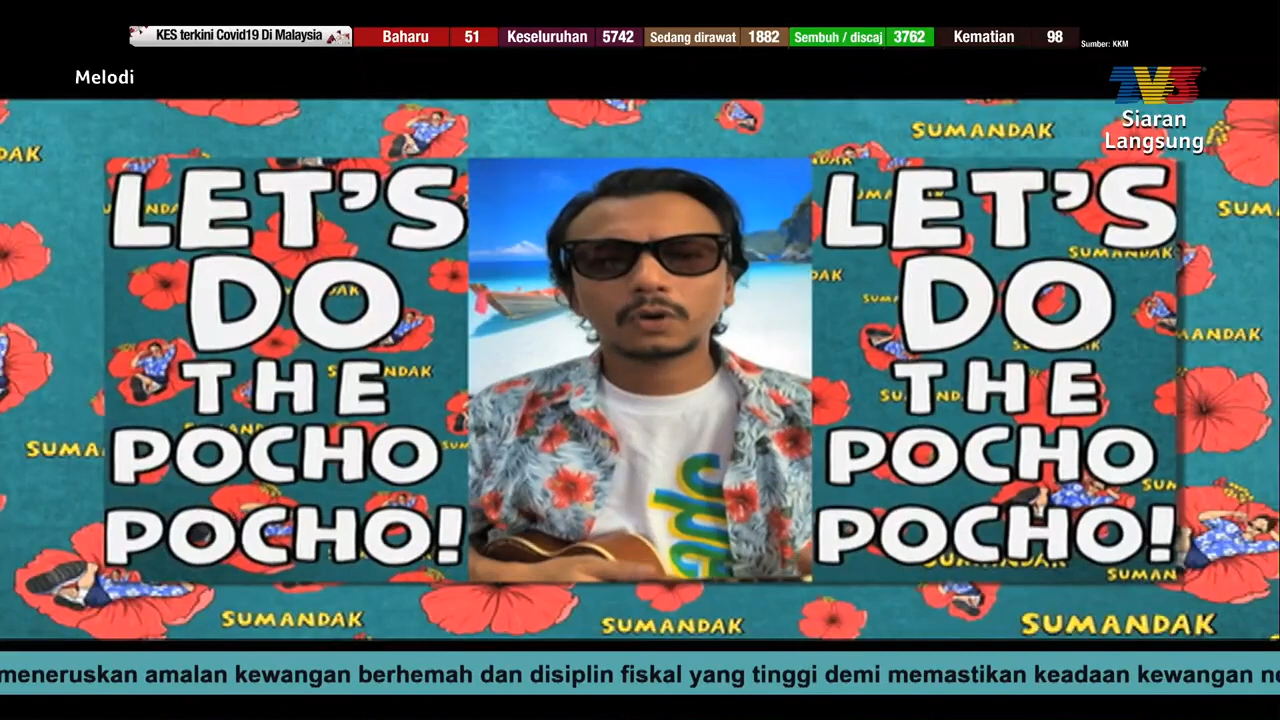 KES terkini Covid19 Di Malaysia Baharu 51 Keseluruhan 5742 Sedang dirawat 1882 Sembuh / discaj 3762 Kematian 98 Sumber: KKM
Melodi
TV3
Siaran
Langsung
SUMANDAK
LET'S
DO
THE
POCHO
POCHO!
LET'S
DO
THE
POCHO
POCHO!
SUMANDAK
SUMANDAK
SUMANDAK
meneruskan amalan kewangan berhemah dan disiplin fiskal yang tinggi demi memastikan keadaan kewangan